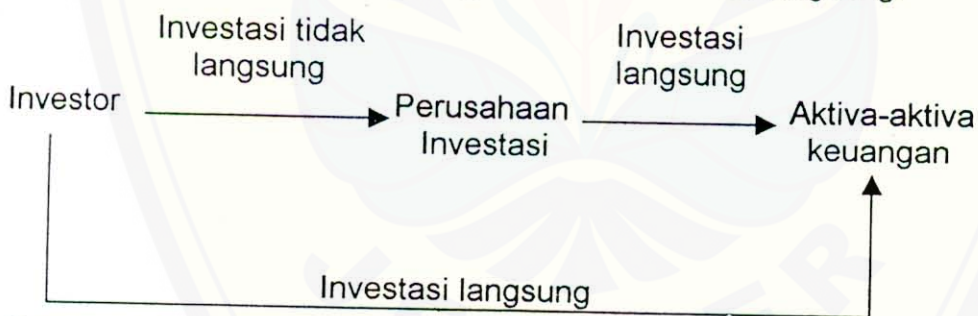 Investasi tidak
langsung
Investasi
langsung
Investor
Perusahaan
Investasi
Aktiva-aktiva
keuangan
Investasi langsung